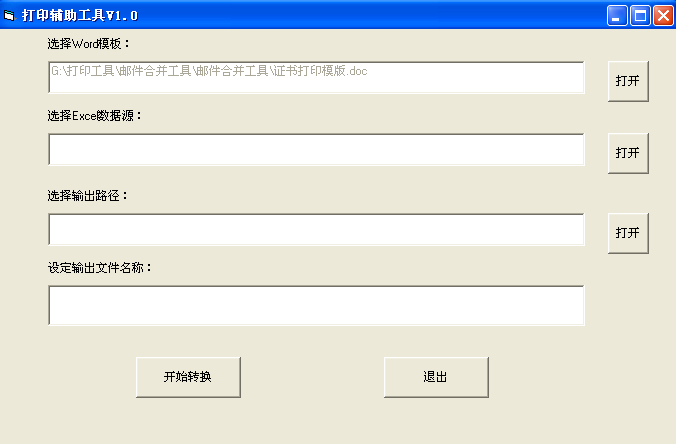 打印辅助工具V1.0
选择Word模板：
G:\打印工具\邮件合并工具\邮件合并工具\证书打印模版.doc
打开
选择Excel数据源：
打开
选择输出路径：
打开
设定输出文件名称：
开始转换
退出